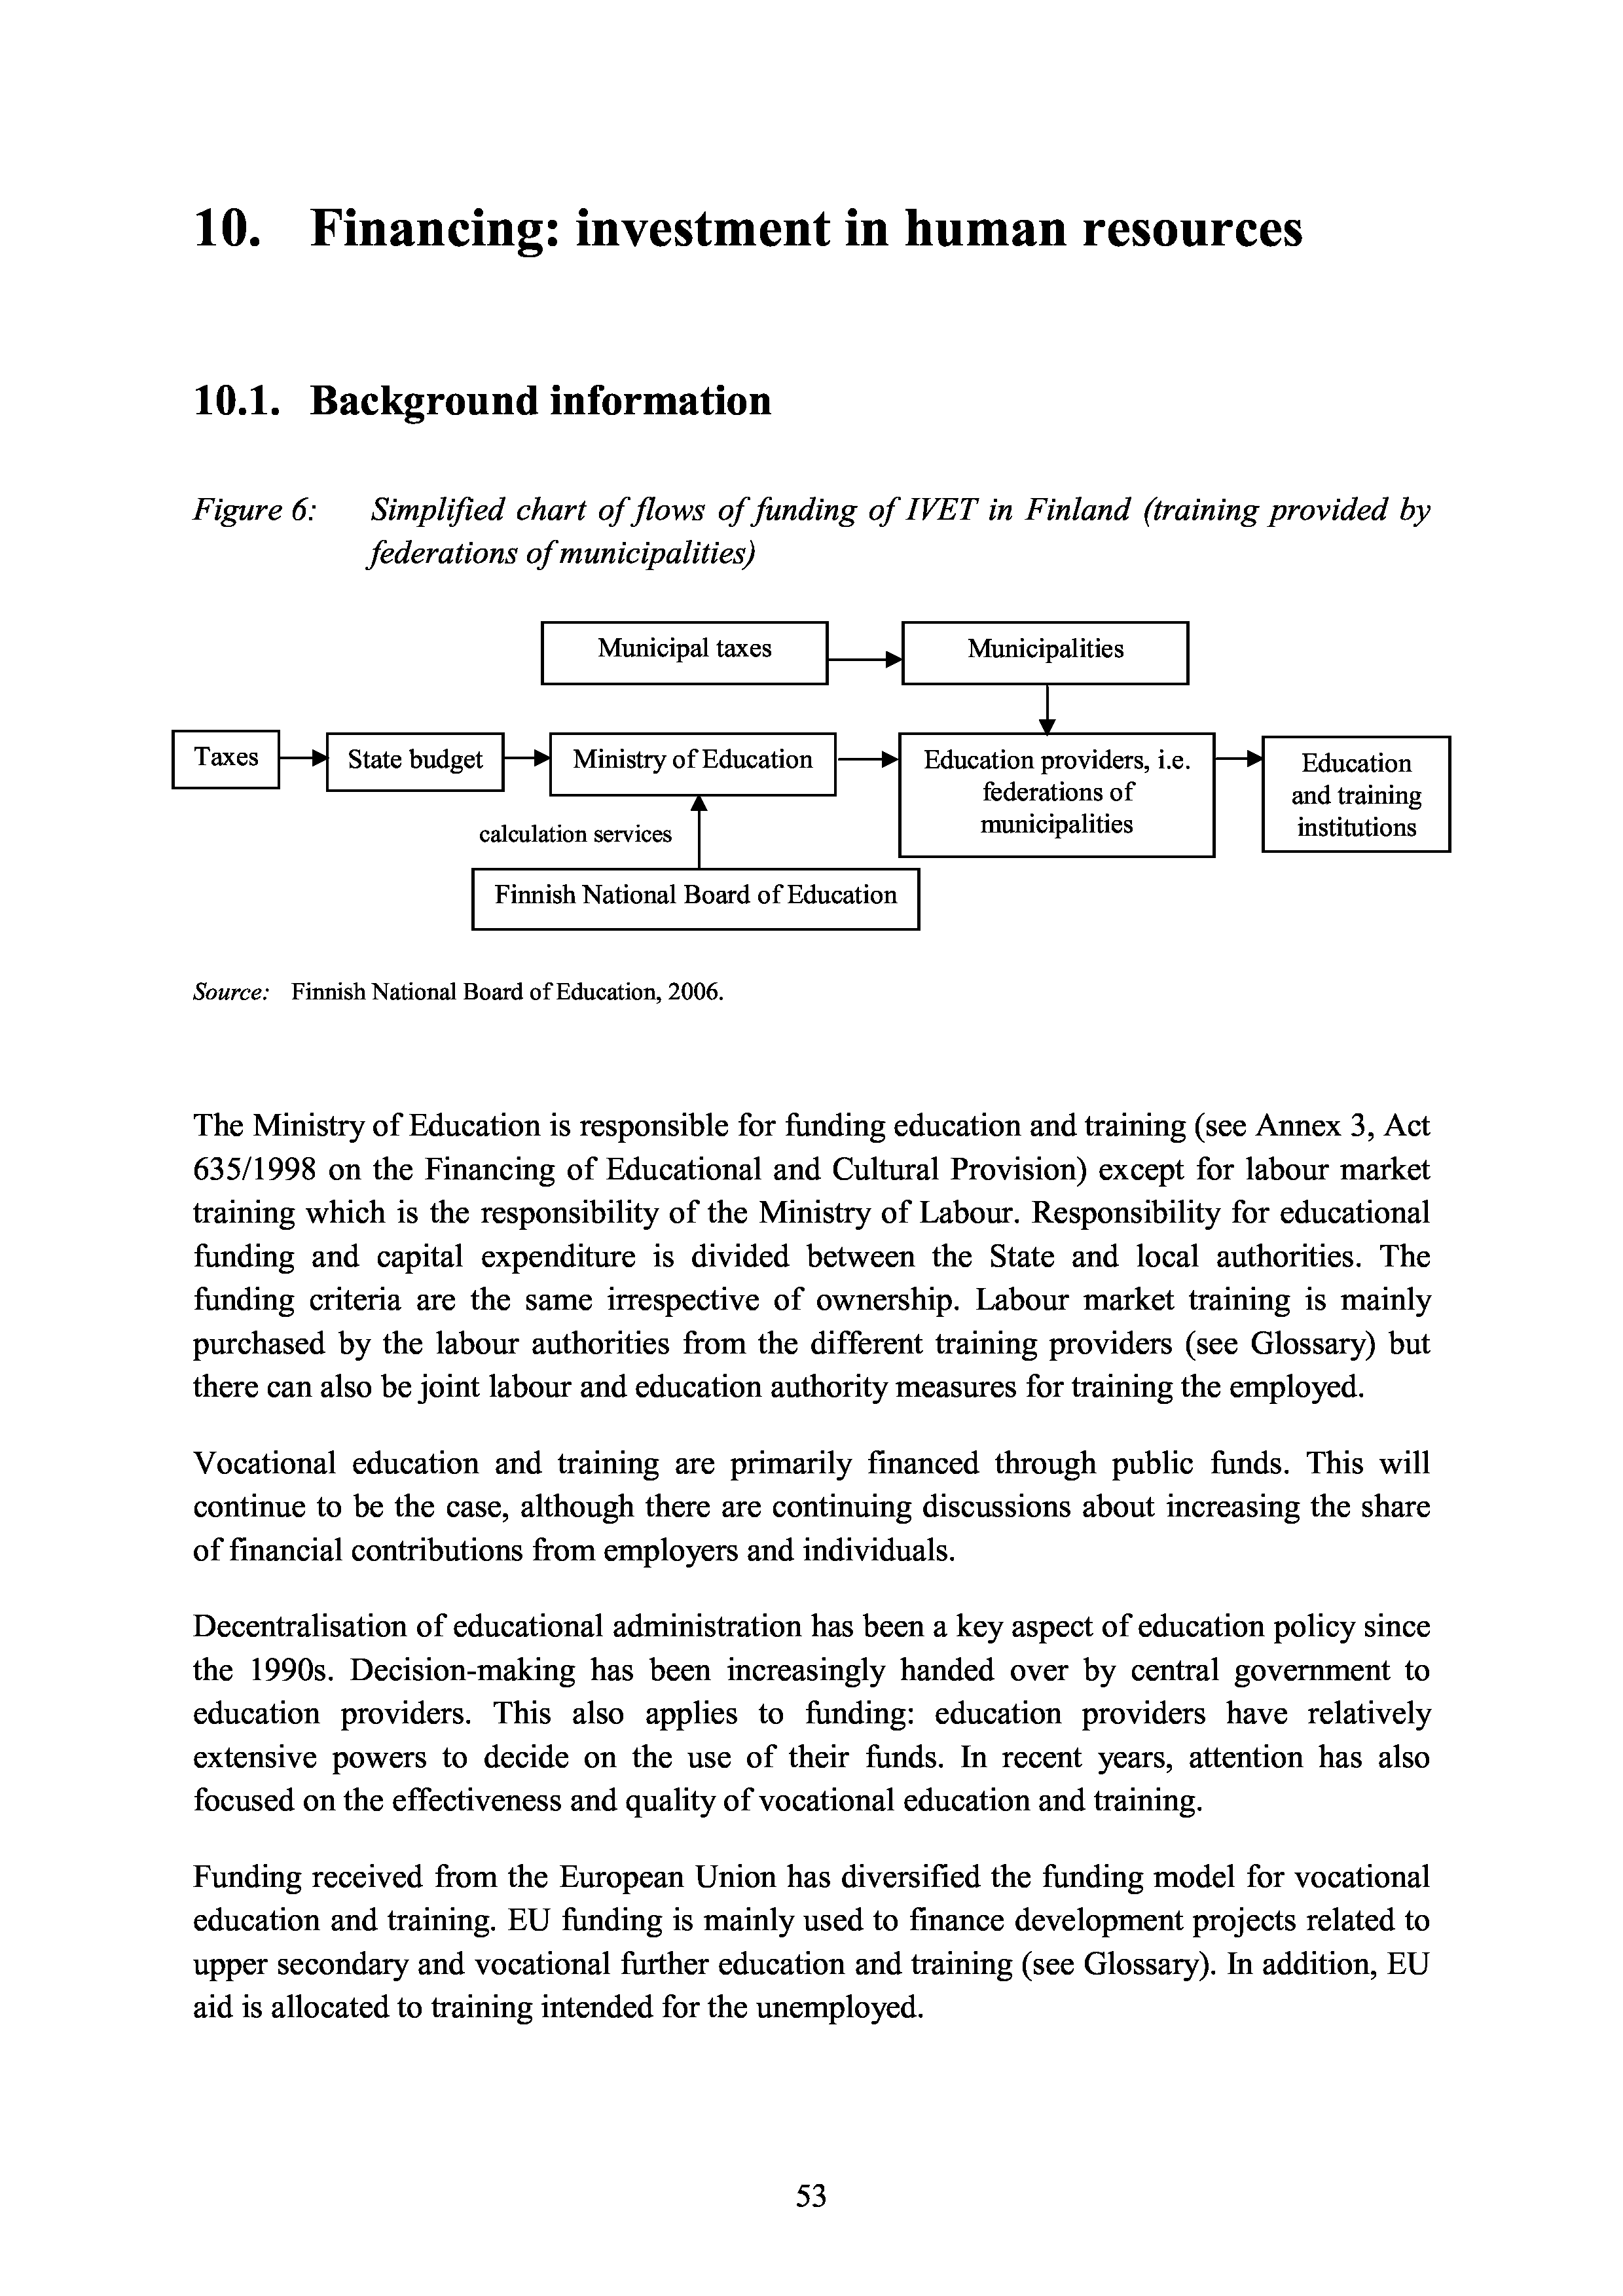 10. Financing: investment in human resources
10.1. Background information
Figure 6: Simplified chart of flows of funding of IVET in Finland (training provided by
federations of municipalities)
Municipal taxes
Municipalities
Taxes
State budget
Ministry of Education
Education providers, i.e.
federations of
municipalities
Education
and training
institutions
calculation services
Finnish National Board of Education
Source: Finnish National Board of Education, 2006.
The Ministry of Education is responsible for funding education and training (see Annex 3, Act
635/1998 on the Financing of Educational and Cultural Provision) except for labour market
training which is the responsibility of the Ministry of Labour. Responsibility for educational
funding and capital expenditure is divided between the State and local authorities. The
funding criteria are the same irrespective of ownership. Labour market training is mainly
purchased by the labour authorities from the different training providers (see Glossary) but
there can also be joint labour and education authority measures for training the employed.
Vocational education and training are primarily financed through public funds. This will
continue to be the case, although there are continuing discussions about increasing the share
of financial contributions from employers and individuals.
Decentralisation of educational administration has been a key aspect of education policy since
the 1990s. Decision-making has been increasingly handed over by central government to
education providers. This also applies to funding: education providers have relatively
extensive powers to decide on the use of their funds. In recent years, attention has also
focused on the effectiveness and quality of vocational education and training.
Funding received from the European Union has diversified the funding model for vocational
education and training. EU funding is mainly used to finance development projects related to
upper secondary and vocational further education and training (see Glossary). In addition, EU
aid is allocated to training intended for the unemployed.
53